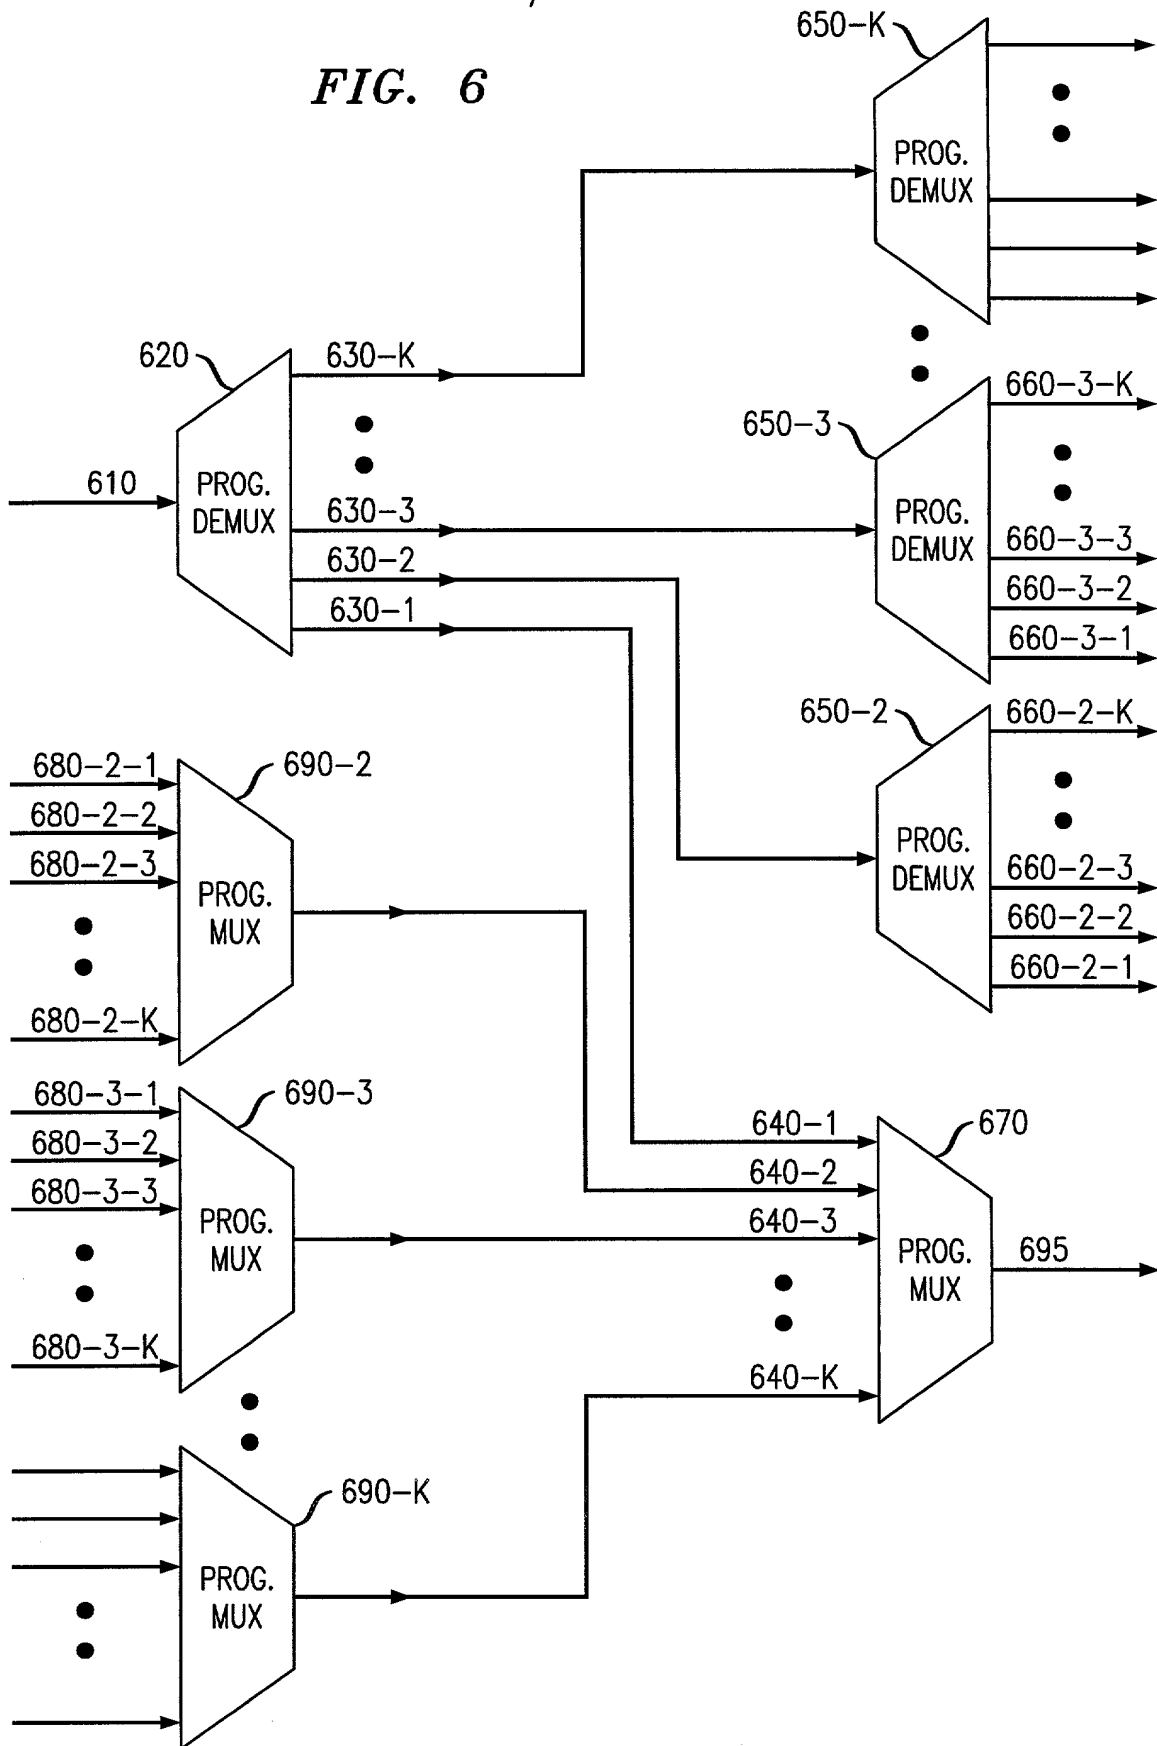 650-K
FIG. 6
PROG.
DEMUX
620
630-K
660-3-K
650-3
610
PROG.
DEMUX
630-3
PROG.
DEMUX
660-3-3
630-2
660-3-2
630-1
660-3-1
650-2
660-2-K
680-2-1
690-2
680-2-2
PROG.
DEMUX
680-2-3
660-2-3
PROG.
MUX
660-2-2
660-2-1
680-2-K
680-3-1
690-3
680-3-2
640-1
670
680-3-3
640-2
PROG.
MUX
640-3
PROG.
MUX
695
680-3-K
640-K
690-K
PROG.
MUX